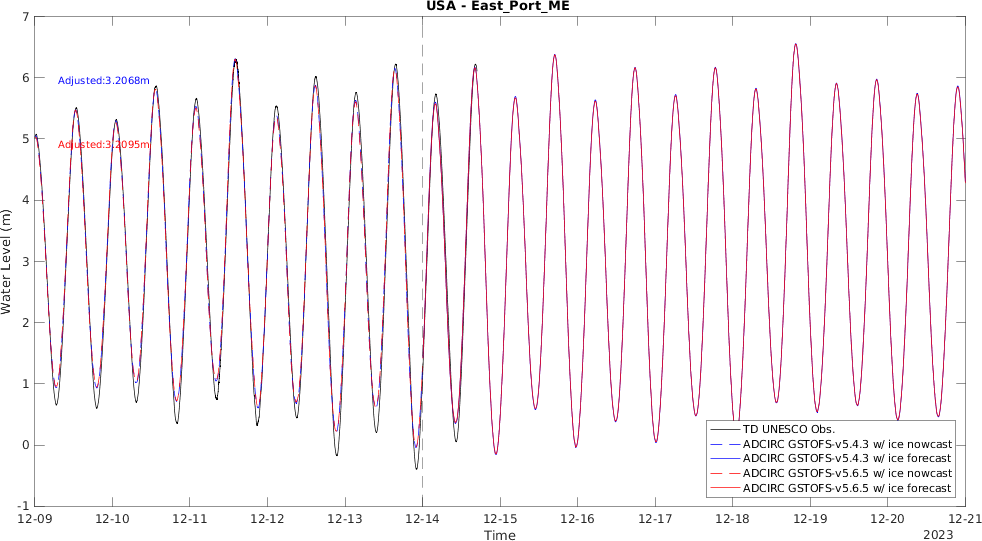 USA - East_Port_ME
7
6
5
4
3
2
1
0
-1
Water Level (m)
Adjusted:3.2068m
Adjusted:3.2095m
TD UNESCO Obs.
ADCIRC GSTOFS-v5.4.3 w/ ice nowcast
ADCIRC GSTOFS-v5.4.3 w/ ice forecast
ADCIRC GSTOFS-v5.6.5 w/ ice nowcast
ADCIRC GSTOFS-v5.6.5 w/ ice forecast
12-09 12-10 12-11 12-12 12-13 12-14 12-15 12-16 12-17 12-18 12-19 12-20 12-21
Time
2023